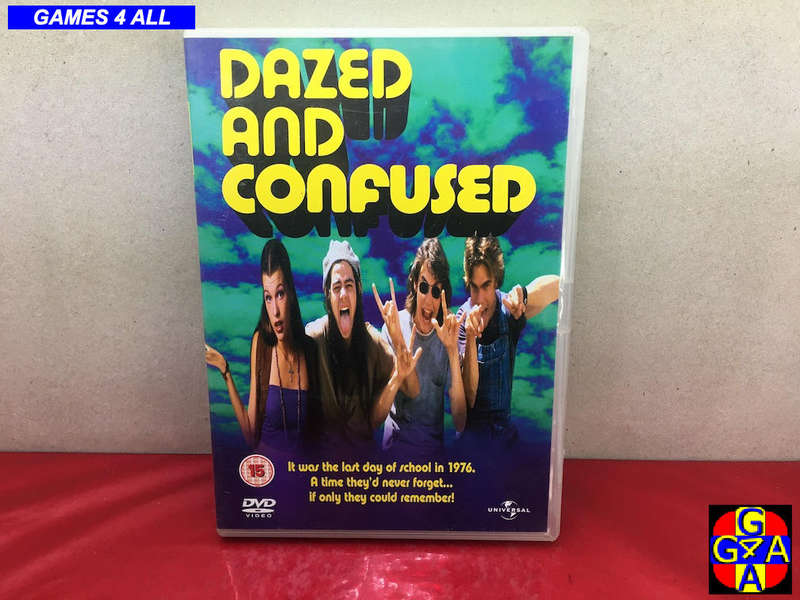 GAMES 4 ALL
DAZED
AND
CONFUSED
It was the last day of school in 1976.
A time they'd never forget...
if only they could remember!
15
DVD
VIDEO
UNIVERSAL
G
G4A
A